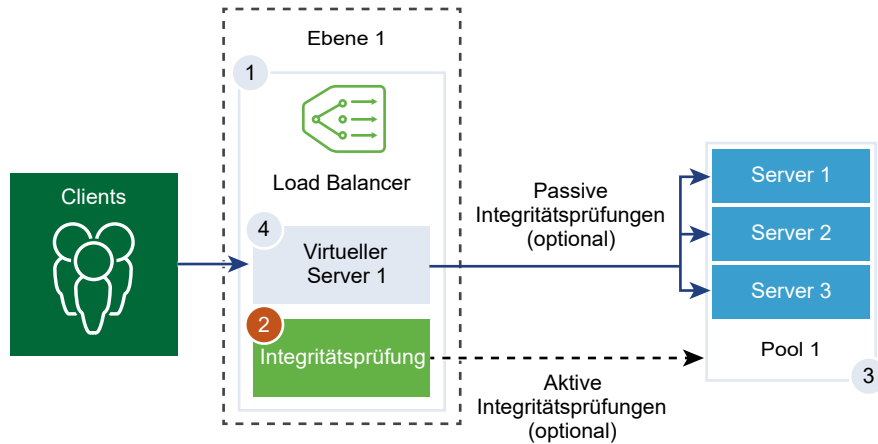 Ebene 1
1
Load Balancer
Clients
4
Virtueller
Server 1
2
Integritätsprüfung
Passive
Integritätsprüfungen
(optional)
Aktive
Integritätsprüfungen
(optional)
Server 1
Server 2
Server 3
Pool 1
3